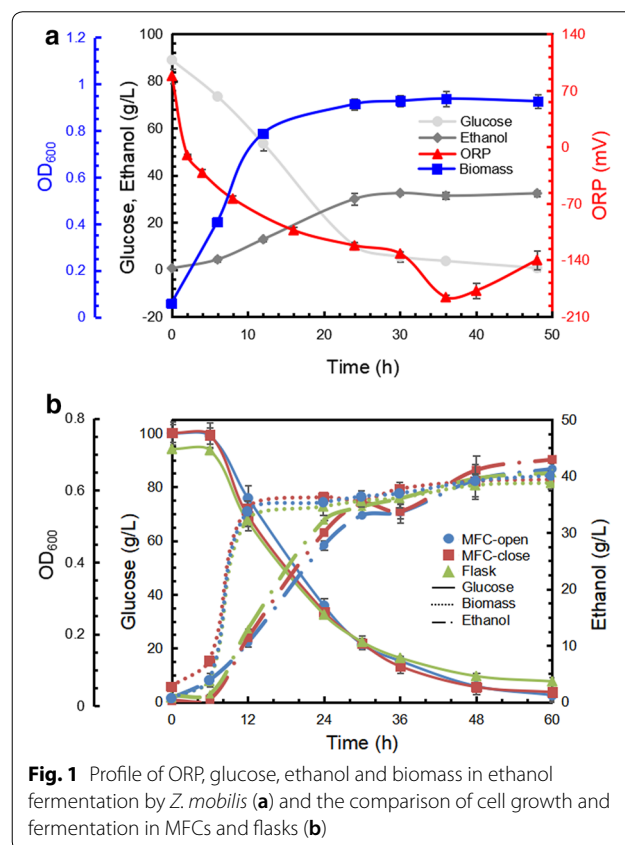 a
1.2
1
0.8
0.6
0.4
0.2
0
OD600
100
80
60
40
20
0
-20
Glucose, Ethanol (g/L)
Glucose
Ethanol
ORP
Biomass
140
70
0
-70
-140
-210
ORP (mV)
0 10 20 30 40 50
Time (h)
b
0.8
0.6
0.4
0.2
0
OD600
100
80
60
40
20
0
Glucose (g/L)
MFC-open
MFC-close
Flask
Glucose
Biomass
Ethanol
50
40
30
20
10
0
Ethanol (g/L)
0 12 24 36 48 60
Time (h)
Fig. 1 Profile of ORP, glucose, ethanol and biomass in ethanol
fermentation by Z. mobilis (a) and the comparison of cell growth and
fermentation in MFCs and flasks (b)